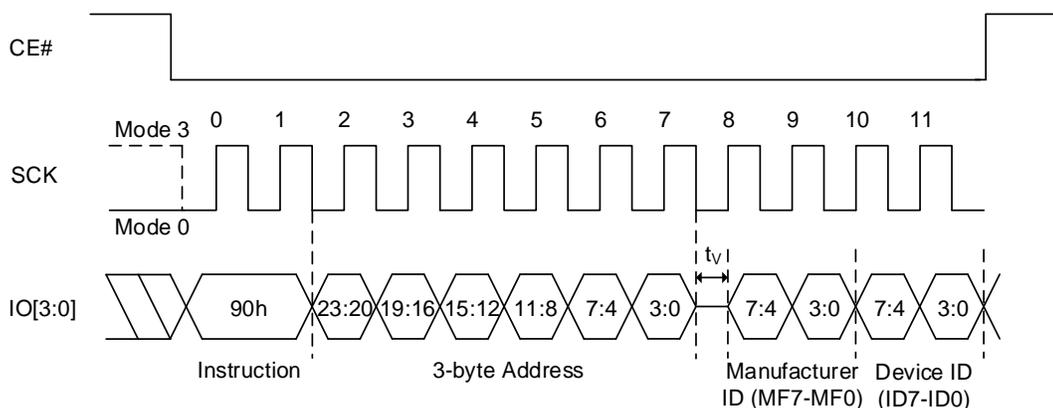 CE#
0 1 2 3 4 5 6 7 8 9 10 11
Mode 3
SCK
Mode 0
tV
IO[3:0] 90h 23:20 19:16 15:12 11:8 7:4 3:0 7:4 3:0 7:4 3:0
Instruction 3-byte Address Manufacturer Device ID
ID (MF7-MF0) (ID7-ID0)